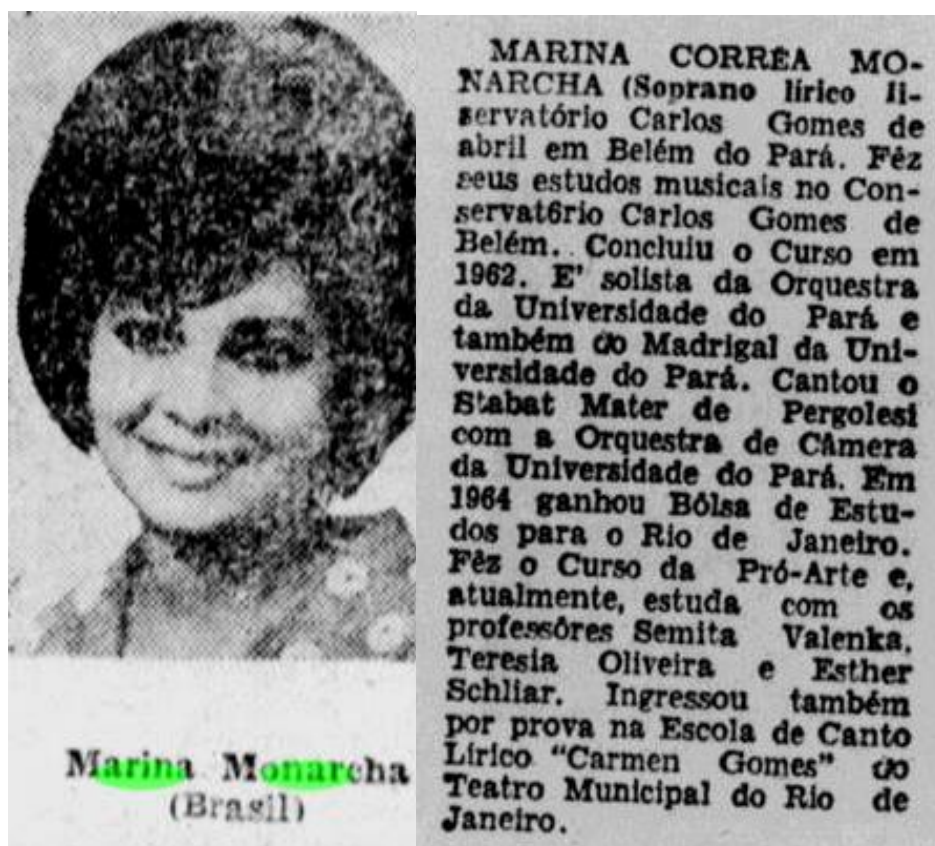 Marina Monarcha
(Brasil)
MARINA CORRÊA MO-
NARCHA (Soprano lírico li-
servatório Carlos Gomes de
abril em Belém do Pará. Fêz
seus estudos musicais no Con-
servatório Carlos Gomes de
Belém. Concluiu o Curso em
1962. E' solista da Orquestra
da Universidade do Pará e
também do Madrigal da Uni-
versidade do Pará. Cantou o
Stabat Mater de Pergolesi
com a Orquestra de Câmera
da Universidade do Pará. Em
1964 ganhou Bôlsa de Estu-
dos para o Rio de Janeiro.
Fêz o Curso da Pró-Arte e,
atualmente, estuda com os
professôres Semita Valenka,
Teresia Oliveira e Esther
Schliar. Ingressou também
por prova na Escola de Canto
Lírico "Carmen Gomes" do
Teatro Municipal do Rio de
Janeiro.